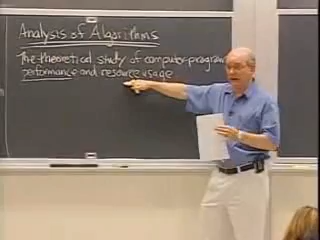 Analysis of Algorithms
The theoretical study of computer-program
performance and resource usage